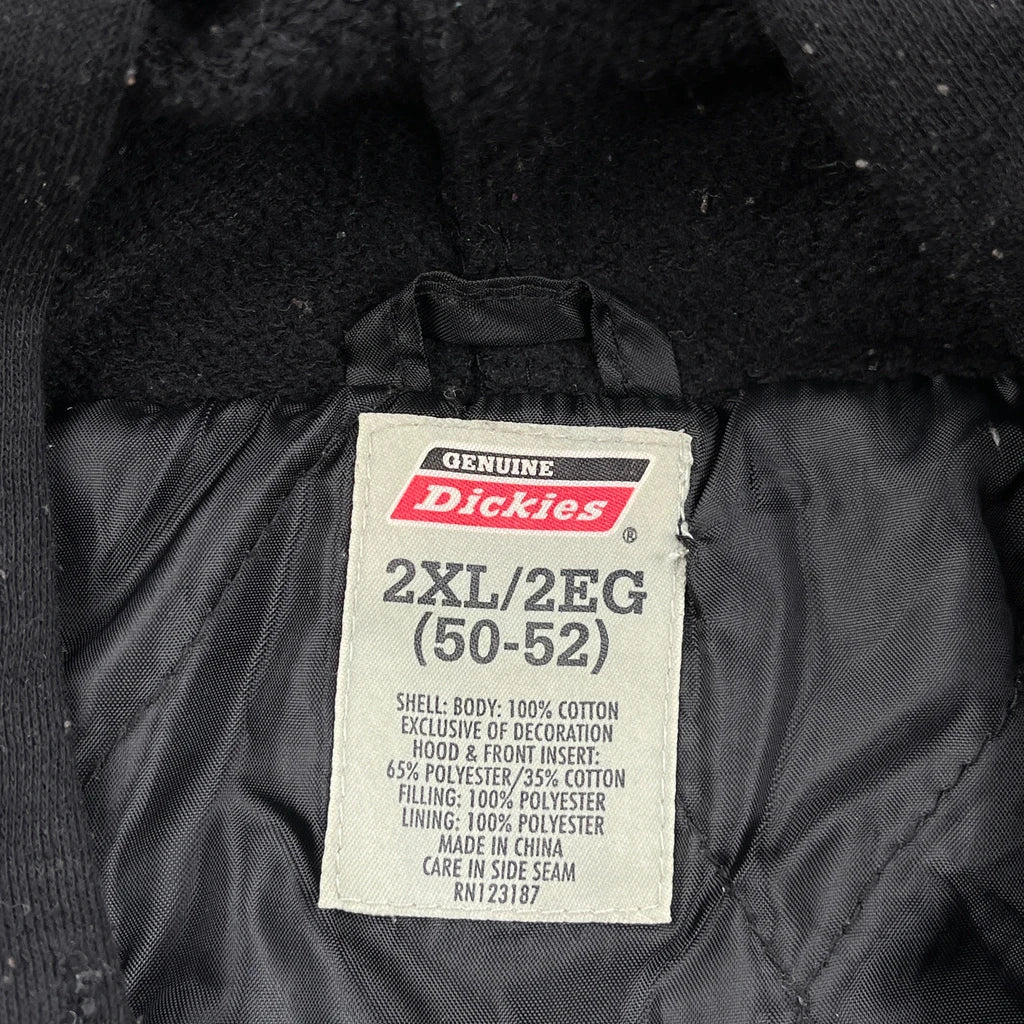 GENUINE
Dickies
®
2XL/2EG
(50-52)
SHELL: BODY: 100% COTTON
EXCLUSIVE OF DECORATION
HOOD & FRONT INSERT:
65% POLYESTER/35% COTTON
FILLING: 100% POLYESTER
LINING: 100% POLYESTER
MADE IN CHINA
CARE IN SIDE SEAM
RN123187